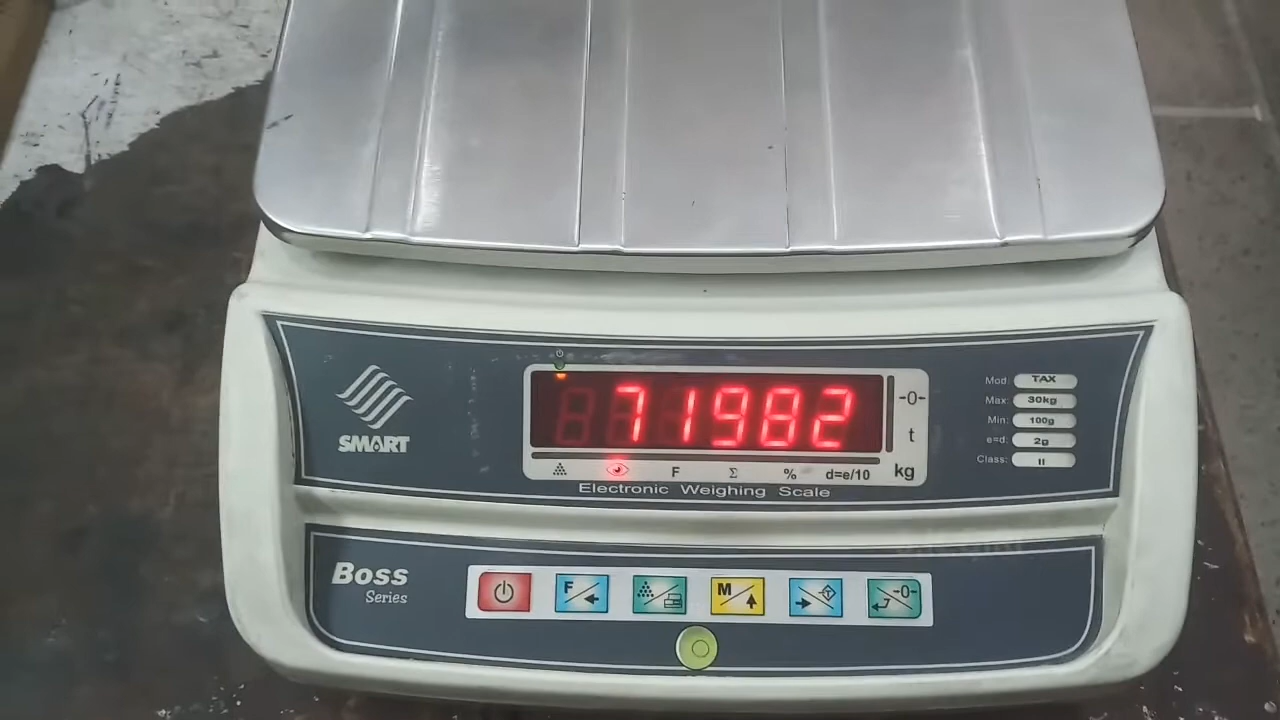 SMART
71982
-0-
t
kg
F Σ % d=e/10
Electronic Weighing Scale
Mod: TAX
Max: 30kg
Min: 100g
e=d: 2g
Class: II
Boss
Series
F
M
T
-0-